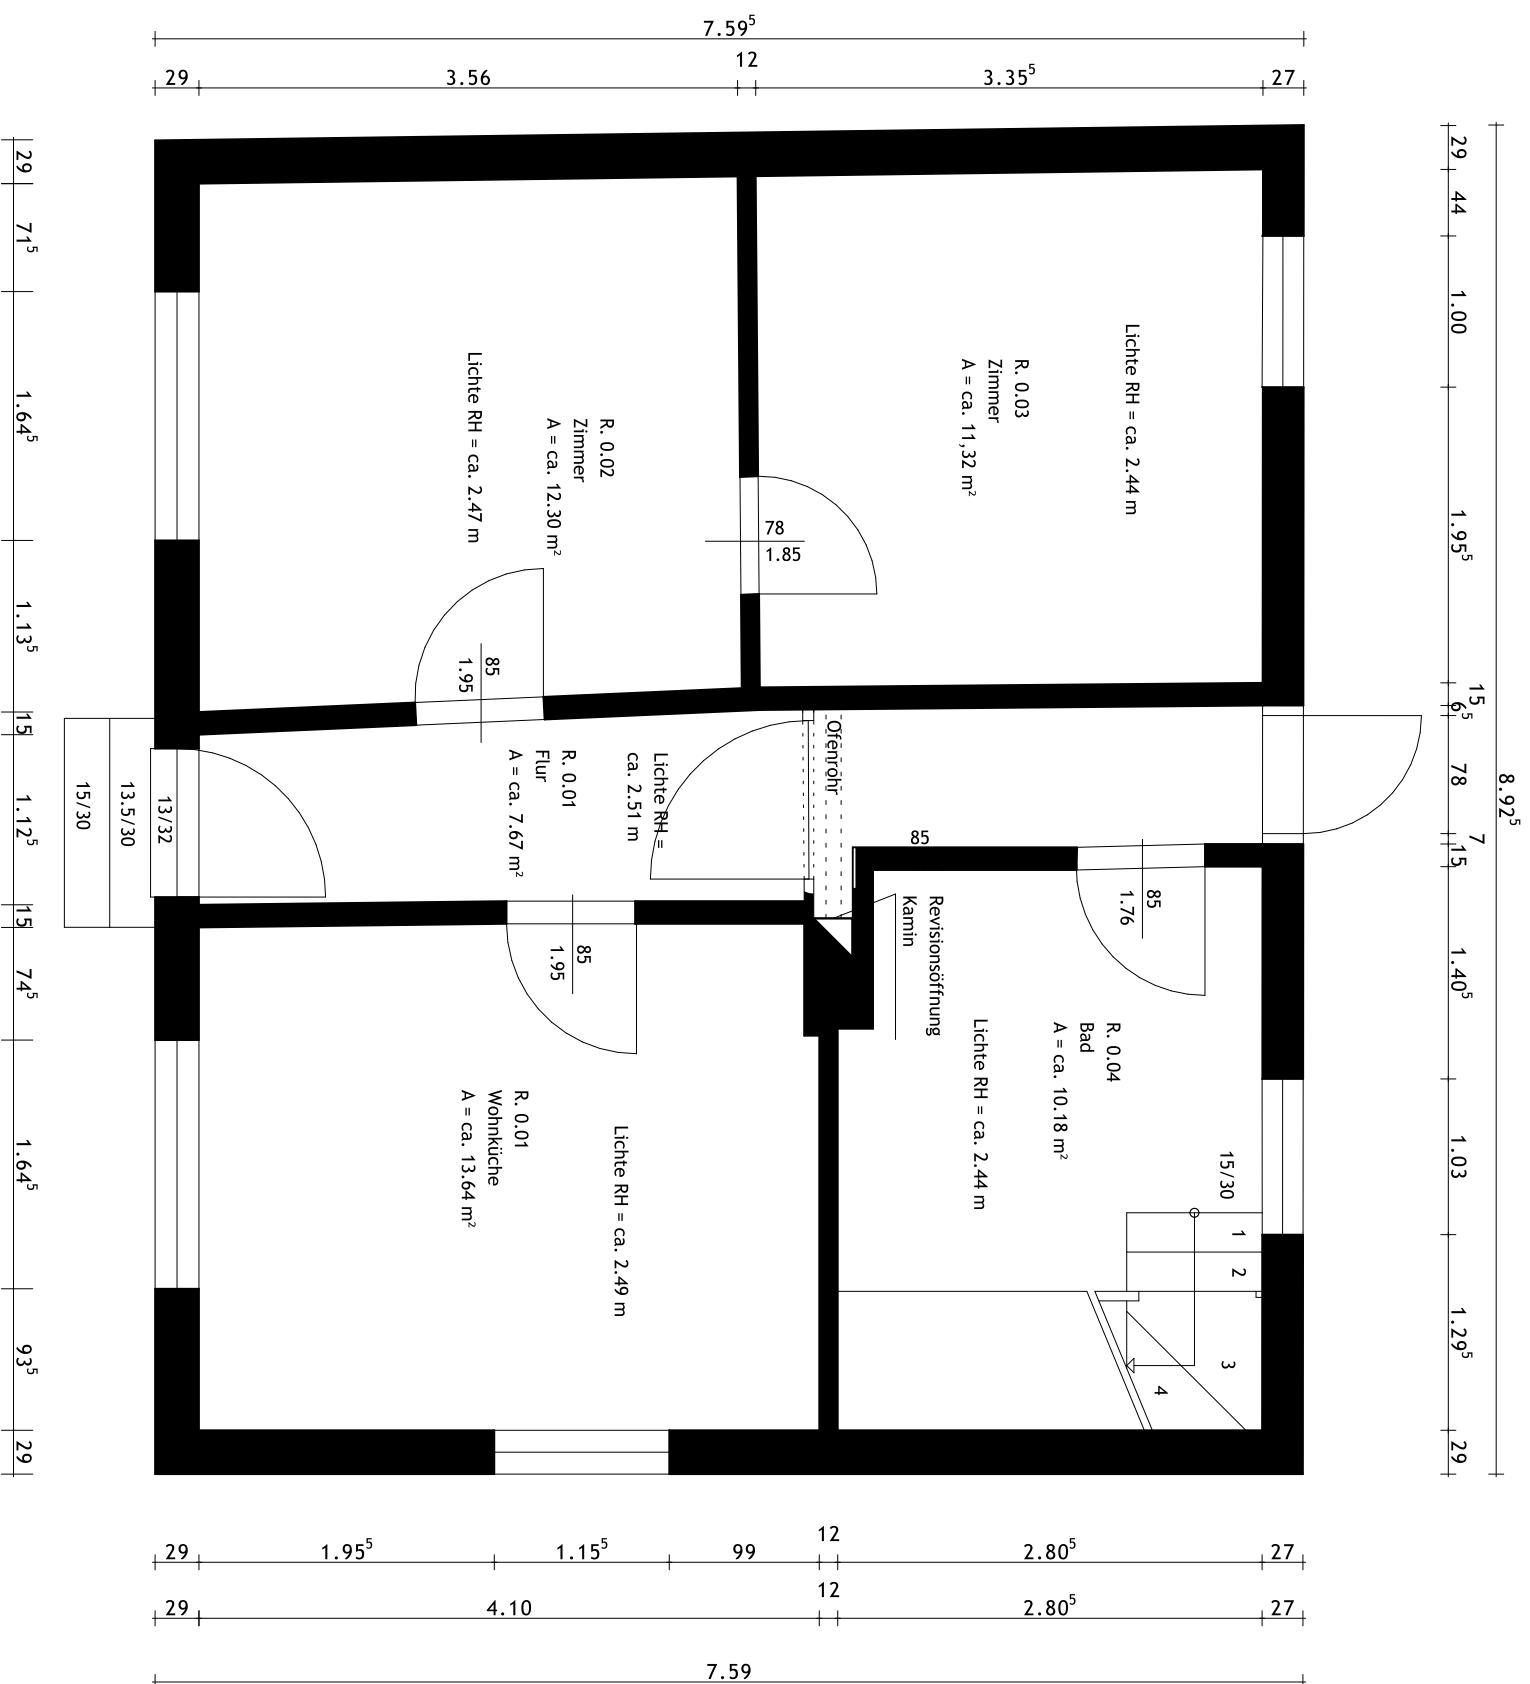 7.59⁵
12
29 3.56 3.35⁵ 27
29
71⁵
1.64⁵
1.13⁵
15
1.12⁵
15
74⁵
1.64⁵
93⁵
29
29
44
1.00
1.95⁵
15
6⁵
78
7
15
1.40⁵
1.03
1.29⁵
29
8.92⁵
Lichte RH = ca. 2.44 m
R. 0.03
Zimmer
A = ca. 11,32 m²
R. 0.02
Zimmer
A = ca. 12.30 m²
Lichte RH = ca. 2.47 m
78
1.85
85
1.95
Ofenrohr
Lichte RH =
ca. 2.51 m
R. 0.01
Flur
A = ca. 7.67 m²
13/32
13.5/30
15/30
85
85
1.76
85
1.95
Revisionsöffnung
Kamin
R. 0.04
Bad
A = ca. 10.18 m²
Lichte RH = ca. 2.44 m
15/30
1
2
3
4
Lichte RH = ca. 2.49 m
R. 0.01
Wohnküche
A = ca. 13.64 m²
12
29 1.95⁵ 1.15⁵ 99 2.80⁵ 27
12
29 4.10 2.80⁵ 27
7.59